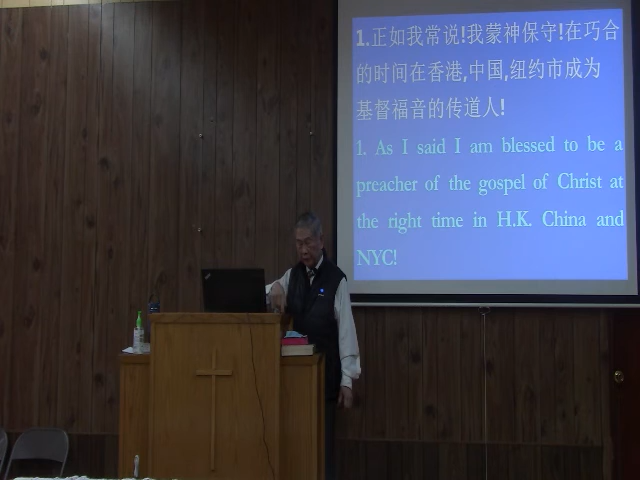 1.正如我常说!我蒙神保守!在巧合
的时间在香港,中国,纽约市成为
基督福音的传道人!
1. As I said I am blessed to be a
preacher of the gospel of Christ at
the right time in H.K. China and
NYC!